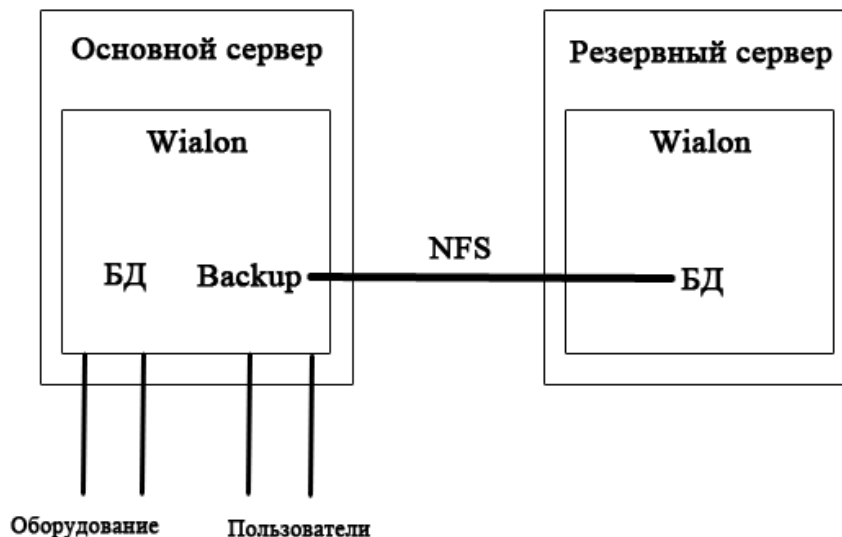 Основной сервер
Резервный сервер
Wialon
Wialon
NFS
БД
Backup
БД
Оборудование
Пользователи